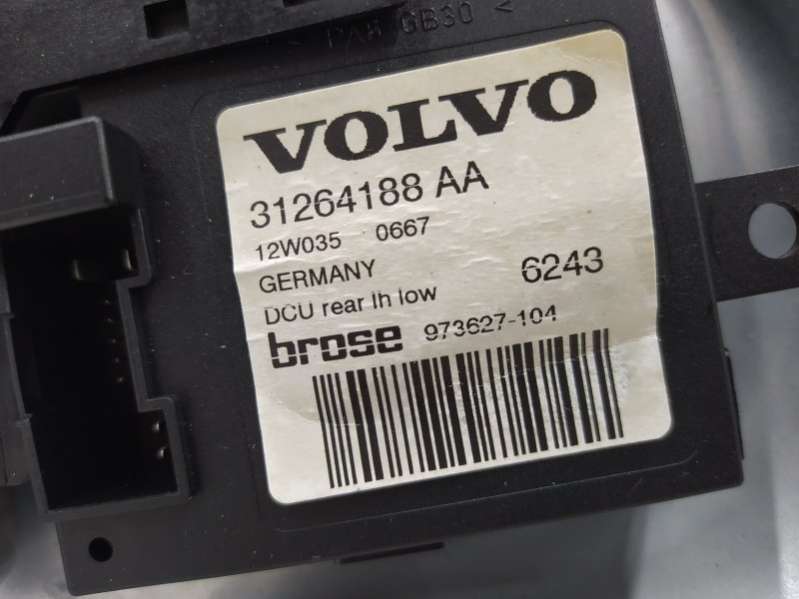 VOLVO
31264188 AA
12W035 0667
GERMANY
6243
DCU rear lh low
brose 973627-104